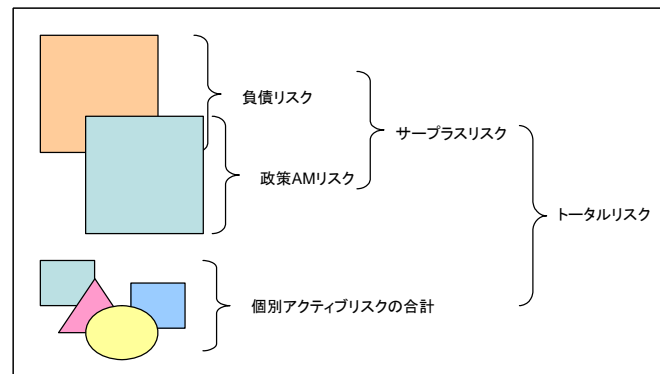 負債リスク
政策AMリスク
サープラスリスク
トータルリスク
個別アクティブリスクの合計